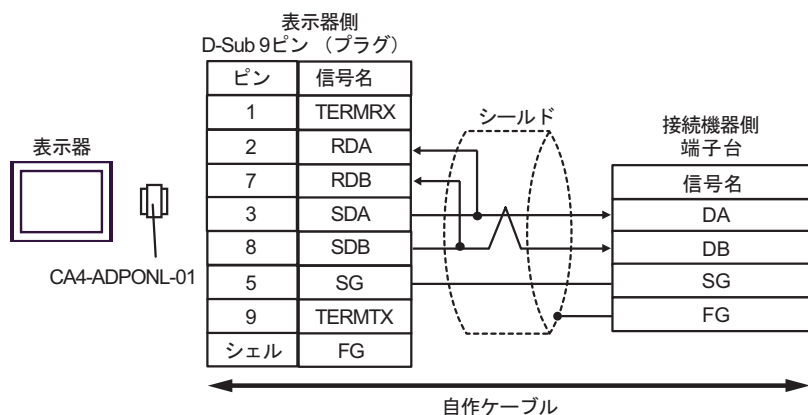 表示器側
D-Sub 9ピン （プラグ）
ピン 信号名
1 TERMRX
2 RDA
7 RDB
3 SDA
8 SDB
5 SG
9 TERMTX
シェル FG
表示器
CA4-ADPONL-01
シールド
接続機器側
端子台
信号名
DA
DB
SG
FG
自作ケーブル